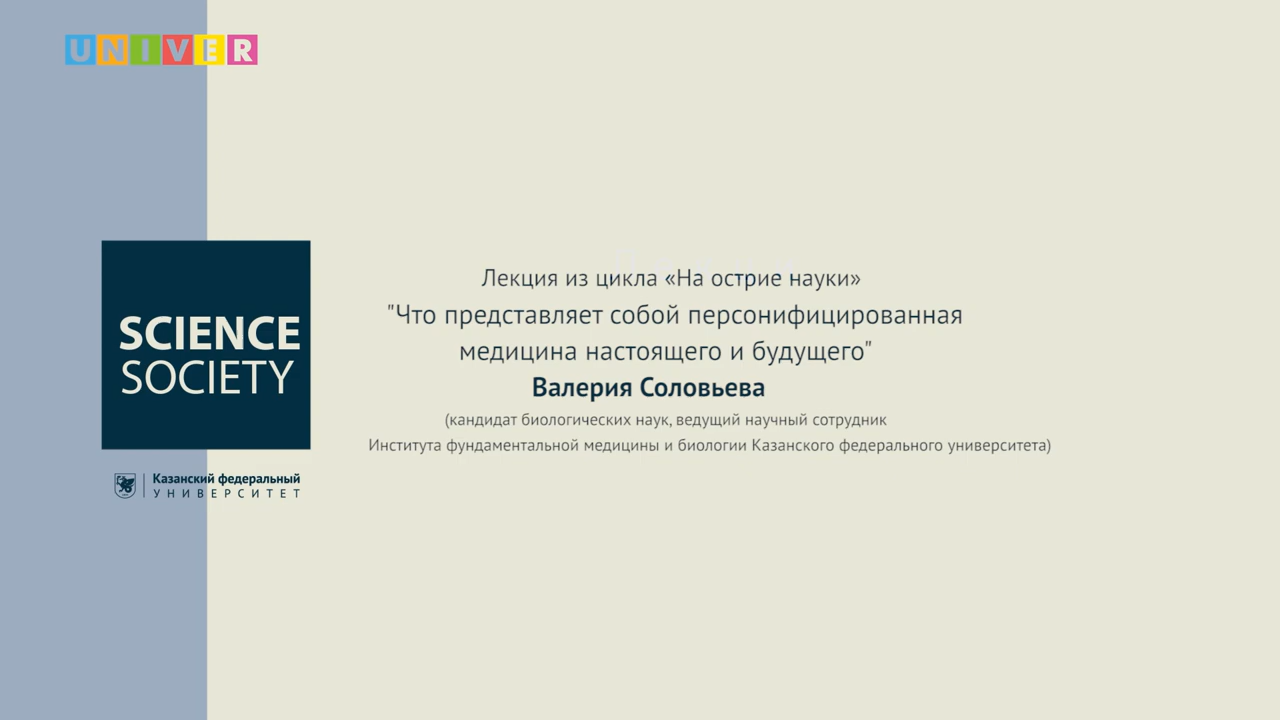 UNIVER
SCIENCE
SOCIETY
Казанский федеральный
УНИВЕРСИТЕТ
Лекция из цикла «На острие науки»
"Что представляет собой персонифицированная
медицина настоящего и будущего"
Валерия Соловьева
(кандидат биологических наук, ведущий научный сотрудник
Института фундаментальной медицины и биологии Казанского федерального университета)